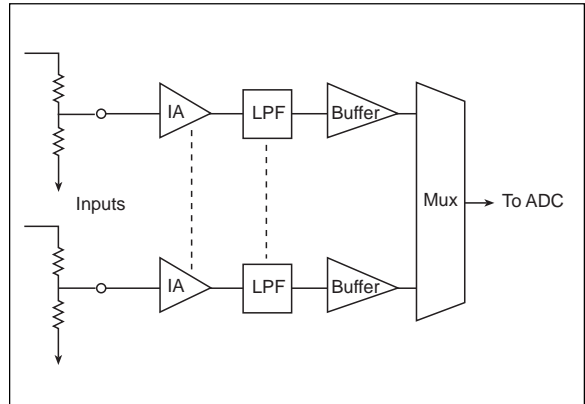 IA
LPF
Buffer
Inputs
Mux
To ADC
IA
LPF
Buffer